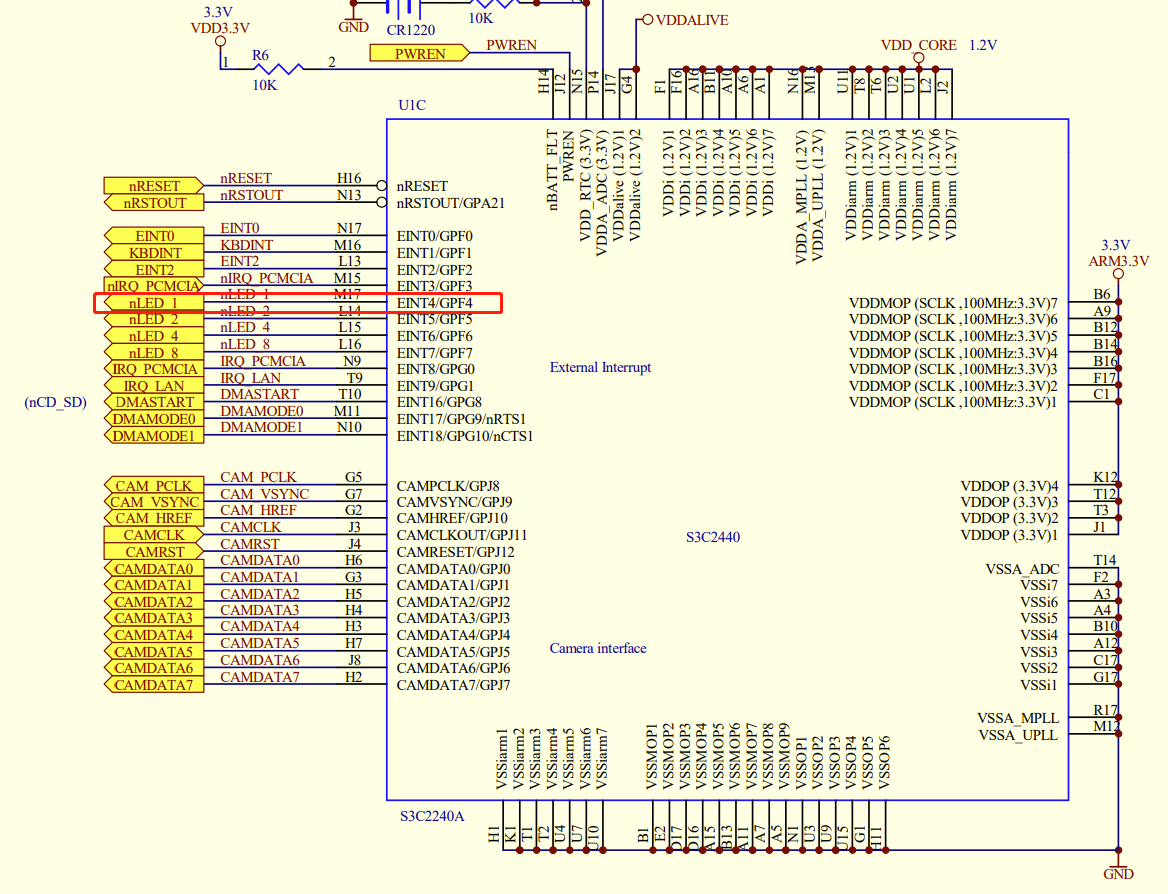 3.3V
VDD3.3V
GND
CR1220
10K
VDDALIVE
PWREN
PWREN
VDD_CORE 1.2V
1
R6
10K
2
H14
J12
N15
P14
J17
G4
F1
F16
A16
B11
A10
A6
A1
N16
U11
T8
T6
U2
U1
L2
J2
U1C
nBATT_FLT
PWREN
VDD_RTC (3.3V)
VDDA_ADC (3.3V)
VDDalive (1.2V)1
VDDalive (1.2V)2
VDDi (1.2V)1
VDDi (1.2V)2
VDDi (1.2V)3
VDDi (1.2V)4
VDDi (1.2V)5
VDDi (1.2V)6
VDDi (1.2V)7
VDDA_MPLL (1.2V)
VDDA_UPLL (1.2V)
VDDiarm (1.2V)1
VDDiarm (1.2V)2
VDDiarm (1.2V)3
VDDiarm (1.2V)4
VDDiarm (1.2V)5
VDDiarm (1.2V)6
VDDiarm (1.2V)7
nRESET nRESET H16 nRESET
nRSTOUT nRSTOUT N13 nRSTOUT/GPA21
EINT0 EINT0 N17 EINT0/GPF0
KBDINT KBDINT M16 EINT1/GPF1
EINT2 EINT2 L13 EINT2/GPF2
nIRQ_PCMCIA nIRQ_PCMCIA M15 EINT3/GPF3
nLED_1 nLED_1 M17 EINT4/GPF4
nLED_2 nLED_2 L14 EINT5/GPF5
nLED_4 nLED_4 L15 EINT6/GPF6
nLED_8 nLED_8 L16 EINT7/GPF7
IRQ_PCMCIA IRQ_PCMCIA N9 EINT8/GPG0
IRQ_LAN IRQ_LAN T9 EINT9/GPG1
(nCD_SD) DMASTART DMASTART T10 EINT16/GPG8
DMAMODE0 DMAMODE0 M11 EINT17/GPG9/nRTS1
DMAMODE1 DMAMODE1 N10 EINT18/GPG10/nCTS1
External Interrupt
3.3V
ARM3.3V
VDDMOP (SCLK ,100MHz:3.3V)7 B6
VDDMOP (SCLK ,100MHz:3.3V)6 A9
VDDMOP (SCLK ,100MHz:3.3V)5 B12
VDDMOP (SCLK ,100MHz:3.3V)4 B14
VDDMOP (SCLK ,100MHz:3.3V)3 B16
VDDMOP (SCLK ,100MHz:3.3V)2 F17
VDDMOP (SCLK ,100MHz:3.3V)1 C1
CAM_PCLK CAM_PCLK G5 CAMPCLK/GPJ8
CAM_VSYNC CAM_VSYNC G7 CAMVSYNC/GPJ9
CAM_HREF CAM_HREF G2 CAMHREF/GPJ10
CAMCLK CAMCLK J3 CAMCLKOUT/GPJ11
CAMRST CAMRST J4 CAMRESET/GPJ12
CAMDATA0 CAMDATA0 H6 CAMDATA0/GPJ0
CAMDATA1 CAMDATA1 G3 CAMDATA1/GPJ1
CAMDATA2 CAMDATA2 H5 CAMDATA2/GPJ2
CAMDATA3 CAMDATA3 H4 CAMDATA3/GPJ3
CAMDATA4 CAMDATA4 H3 CAMDATA4/GPJ4
CAMDATA5 CAMDATA5 H7 CAMDATA5/GPJ5
CAMDATA6 CAMDATA6 J8 CAMDATA6/GPJ6
CAMDATA7 CAMDATA7 H2 CAMDATA7/GPJ7
S3C2440
Camera interface
VDDOP (3.3V)4 K12
VDDOP (3.3V)3 T12
VDDOP (3.3V)2 T3
VDDOP (3.3V)1 J1
VSSA_ADC T14
VSSi7 F2
VSSi6 A3
VSSi5 A4
VSSi4 B10
VSSi3 A12
VSSi2 C17
VSSi1 G17
VSSA_MPLL R17
VSSA_UPLL M12
VSSiarm1
VSSiarm2
VSSiarm3
VSSiarm4
VSSiarm5
VSSiarm6
VSSiarm7
VSSMOP1
VSSMOP2
VSSMOP3
VSSMOP4
VSSMOP5
VSSMOP6
VSSMOP7
VSSMOP8
VSSMOP9
VSSOP1
VSSOP2
VSSOP3
VSSOP4
VSSOP5
VSSOP6
S3C2240A
H1
K1
T1
T2
U4
U7
U10
B1
E2
D17
D16
A15
B13
A11
A7
A5
N1
U3
U9
U15
G1
H11
GND